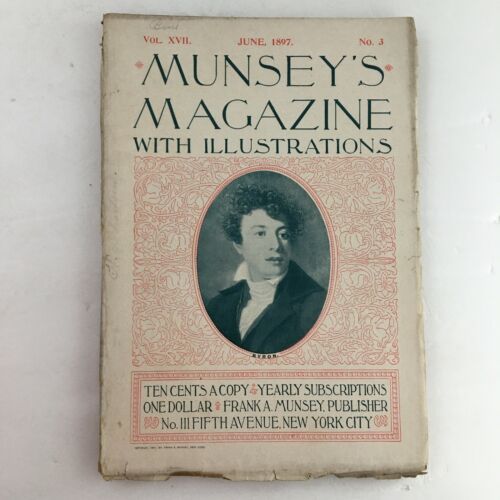 VOL. XVII. JUNE, 1897. NO. 3
MUNSEY'S
MAGAZINE
WITH ILLUSTRATIONS
BYRON
TEN CENTS A COPY YEARLY SUBSCRIPTIONS
ONE DOLLAR FRANK A. MUNSEY, PUBLISHER
NO. 111 FIFTH AVENUE, NEW YORK CITY